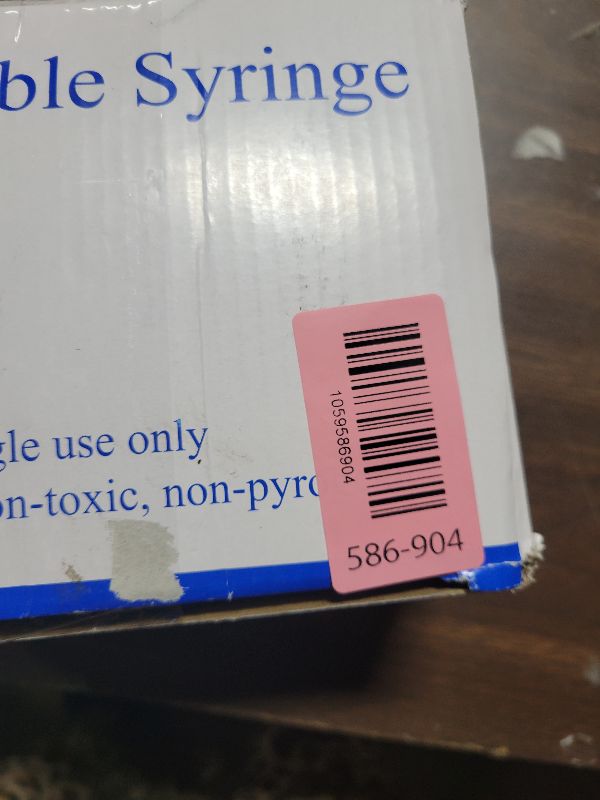 ble Syringe
gle use only
on-toxic, non-pyro
1059586904
586-904